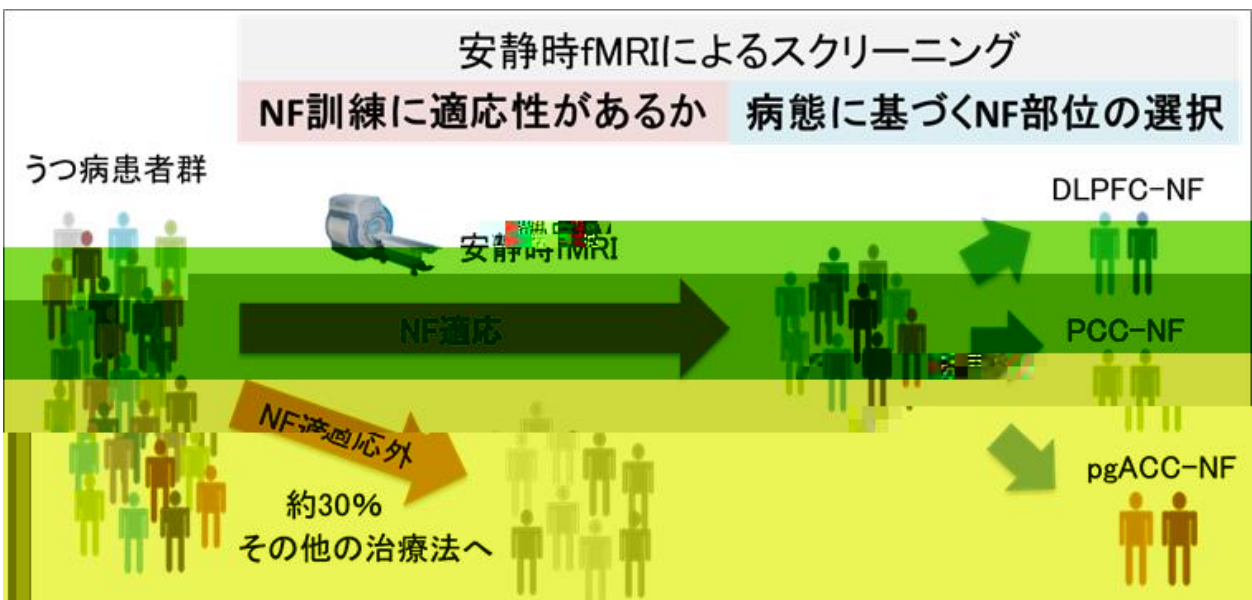 安静時fMRIによるスクリーニング
NF訓練に適応性があるか
病態に基づくNF部位の選択
うつ病患者群
安静時fMRI
DLPFC-NF
NF適応
PCC-NF
NF適応外
pgACC-NF
約30%
その他の治療法へ